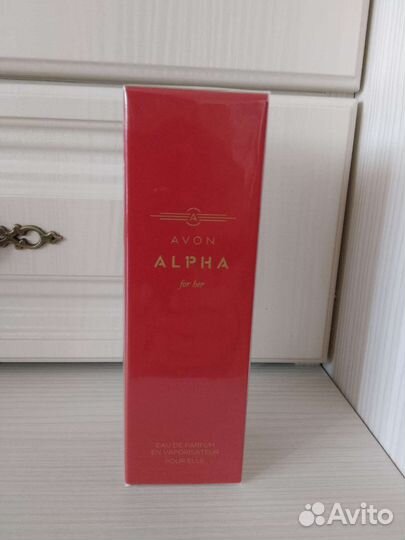 A
AVON
ALPHA
for her
EAU DE PARFUM
EN VAPORISATEUR
POUR ELLE
Avito